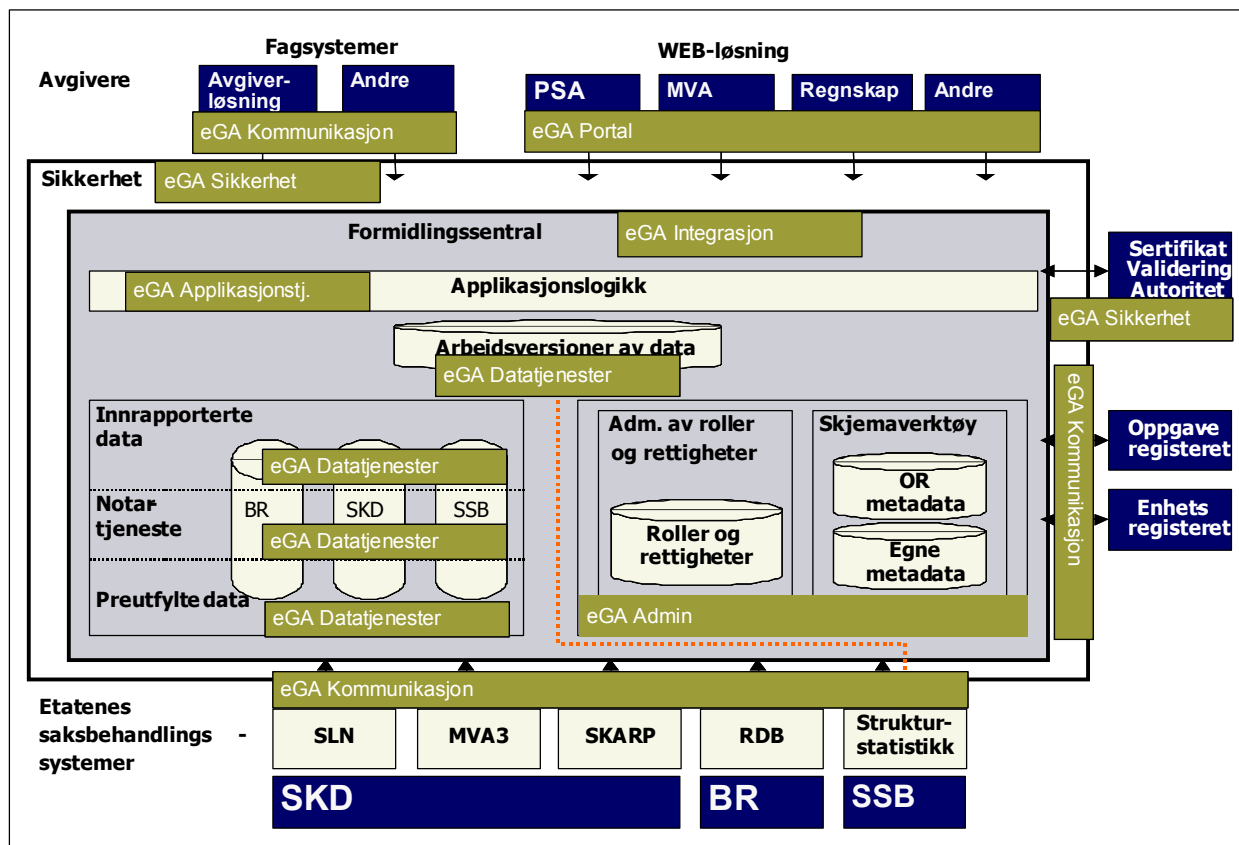 Fagsystemer
WEB-løsning
Avgivere
Avgiver-
løsning
Andre
PSA
MVA
Regnskap
Andre
eGA Kommunikasjon
eGA Portal
Sikkerhet
eGA Sikkerhet
Formidlingssentral
eGA Integrasjon
Sertifikat
Validering
Autoritet
eGA Sikkerhet
eGA Applikasjonstj.
Applikasjonslogikk
Arbeidsversioner av data
eGA Datatjenester
eGA Kommunikasjon
Innrapporterte
data
eGA Datatjenester
Notar-
tjeneste
BR
SKD
SSB
eGA Datatjenester
Preutfylte data
eGA Datatjenester
Adm. av roller
og rettigheter
Roller og
rettigheter
Skjemaverktøy
OR
metadata
Egne
metadata
eGA Admin
Oppgave
registeret
Enhets
registeret
eGA Kommunikasjon
Etatenes
saksbehandlings -
systemer
SLN
MVA3
SKARP
RDB
Struktur-
statistikk
SKD
BR
SSB